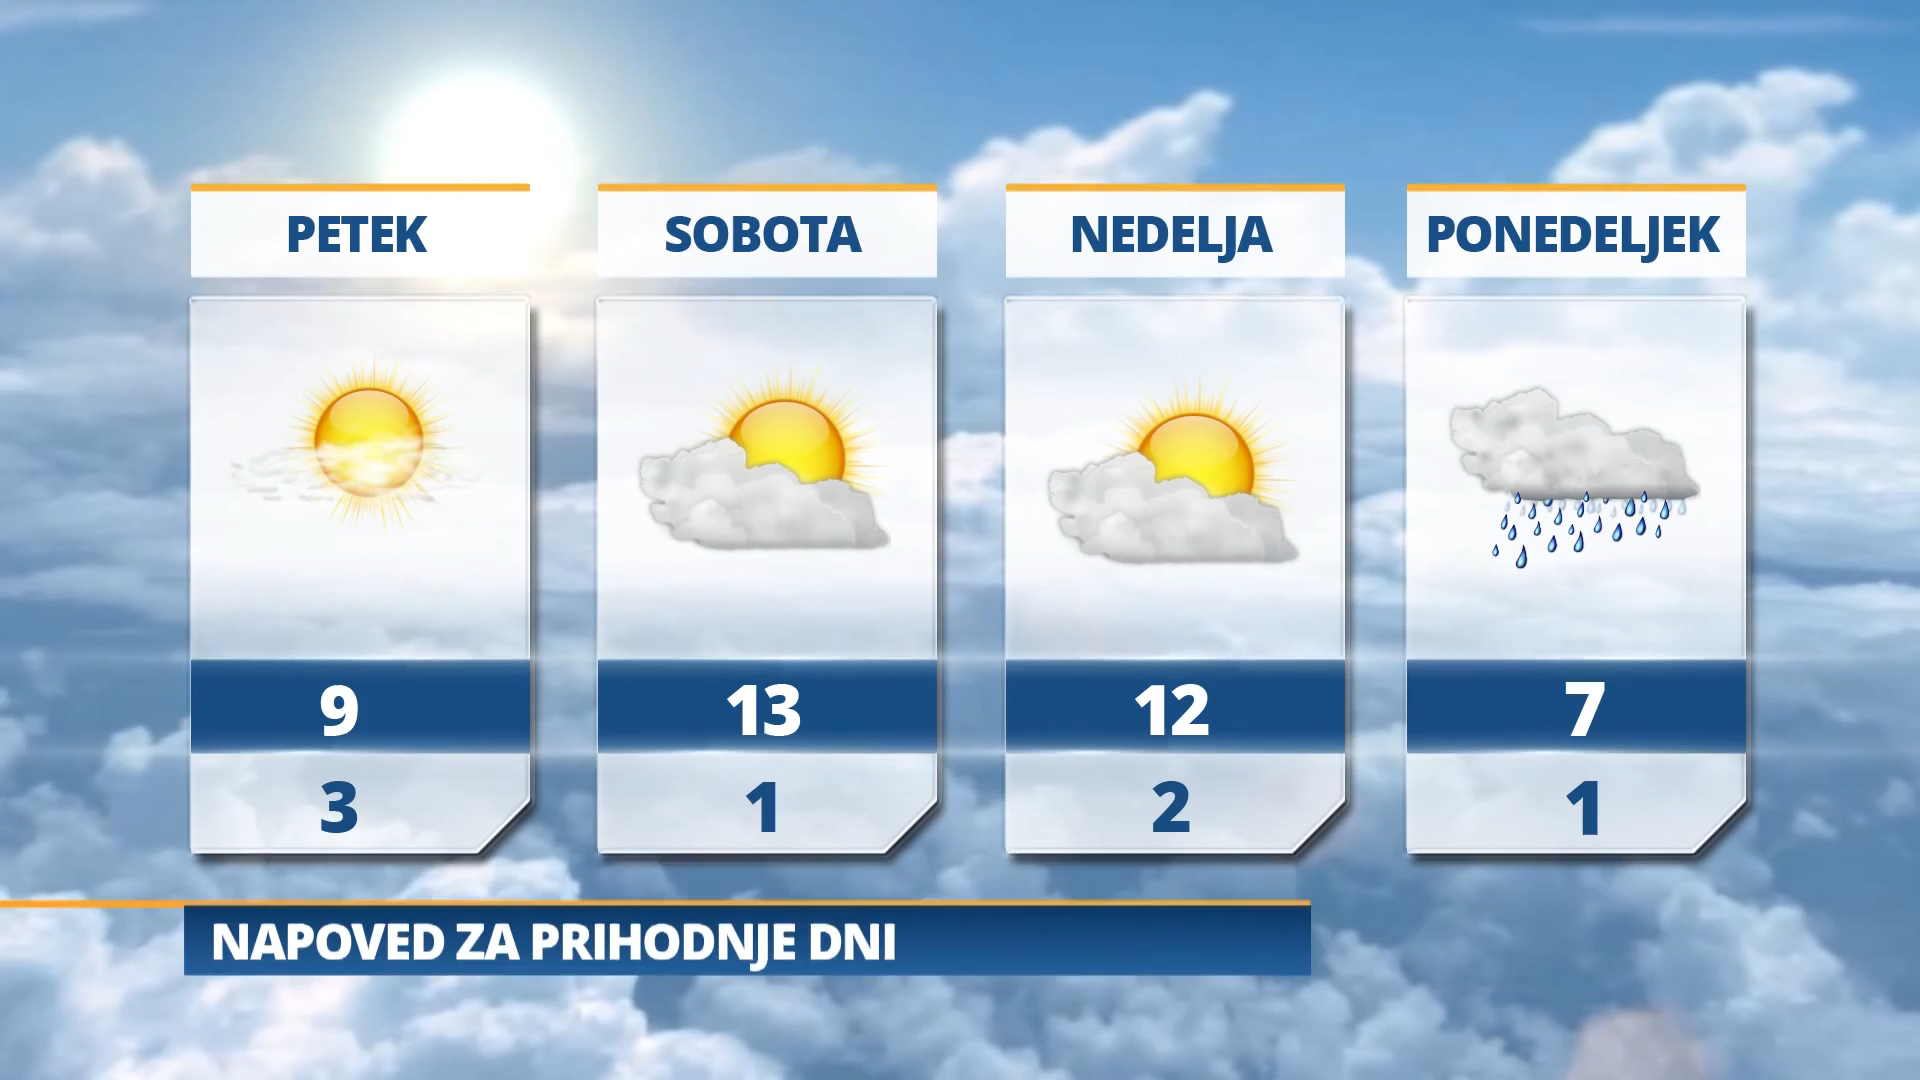 PETEK
SOBOTA
NEDELJA
PONEDELJEK
9
13
12
7
3
1
2
1
NAPOVED ZA PRIHODNJE DNI